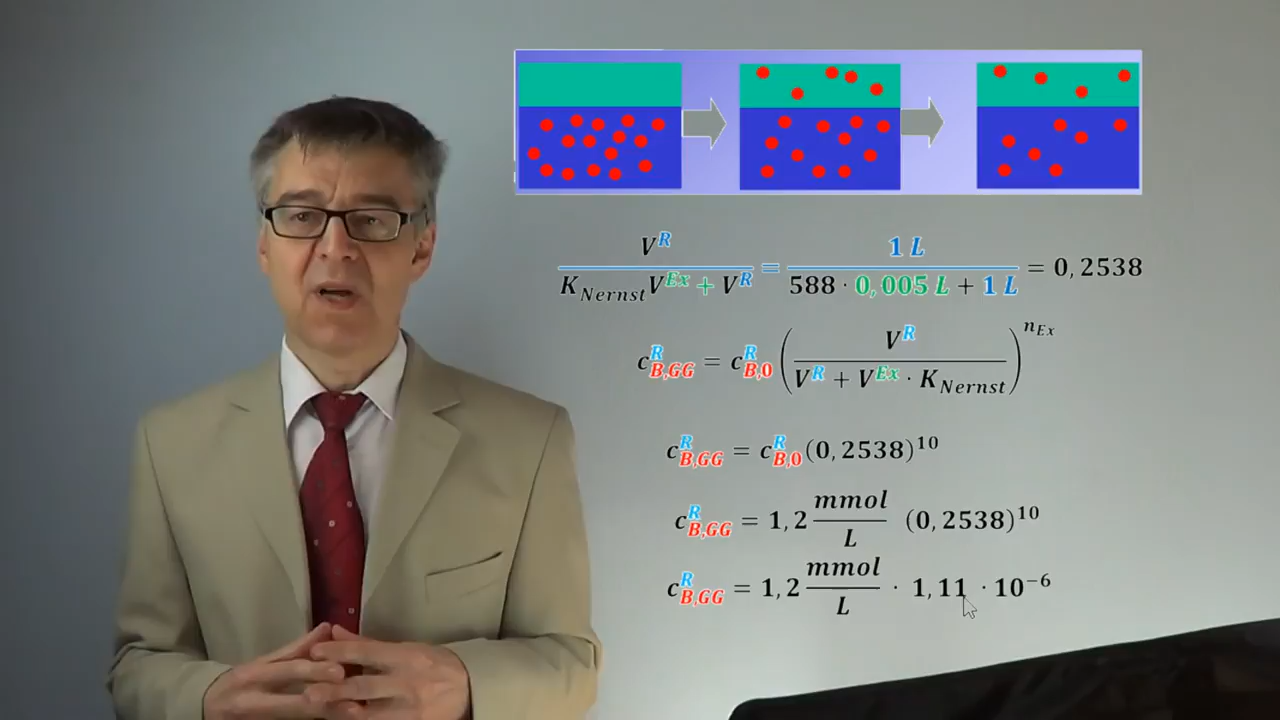 V^R / (K_Nernst V^Ex + V^R) = 1 L / (588 · 0,005 L + 1 L) = 0,2538
c^R_B,GG = c^R_B,0 (V^R / (V^R + V^Ex · K_Nernst))^n_Ex
c^R_B,GG = c^R_B,0 (0,2538)^10
c^R_B,GG = 1,2 mmol/L (0,2538)^10
c^R_B,GG = 1,2 mmol/L · 1,11 · 10^−6